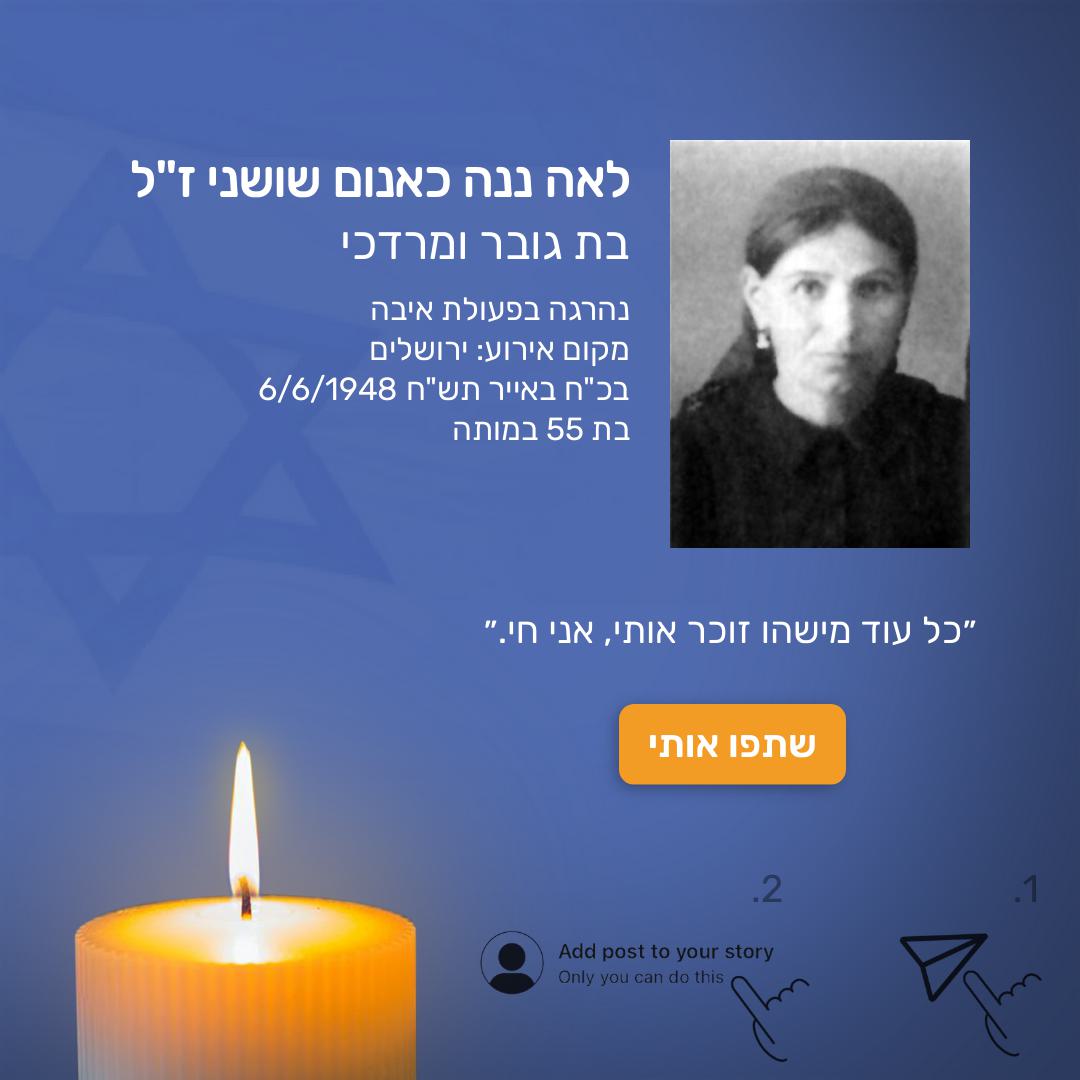 לאה ננה כאנום שושני ז"ל
בת גובר ומרדכי
נהרגה בפעולת איבה
מקום אירוע: ירושלים
בכ"ח באייר תש"ח 6/6/1948
בת 55 במותה
״כל עוד מישהו זוכר אותי, אני חי.״
שתפו אותי
1.
2.
Add post to your story
Only you can do this